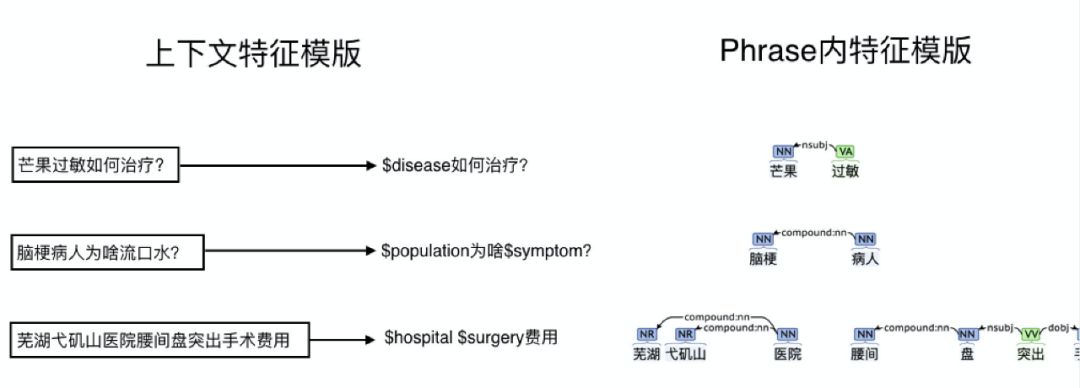 上下文特征模版
Phrase内特征模版
芒果过敏如何治疗?
$disease如何治疗?
NN nsubj VA
芒果 过敏
脑梗病人为啥流口水?
$population为啥$symptom?
NN compound:nn NN
脑梗 病人
芜湖弋矶山医院腰间盘突出手术费用
$hospital $surgery费用
compound:nn
NR NR compound:nn NN NN compound:nn NN nsubj VV dobj
芜湖 弋矶山 医院 腰间 盘 突出